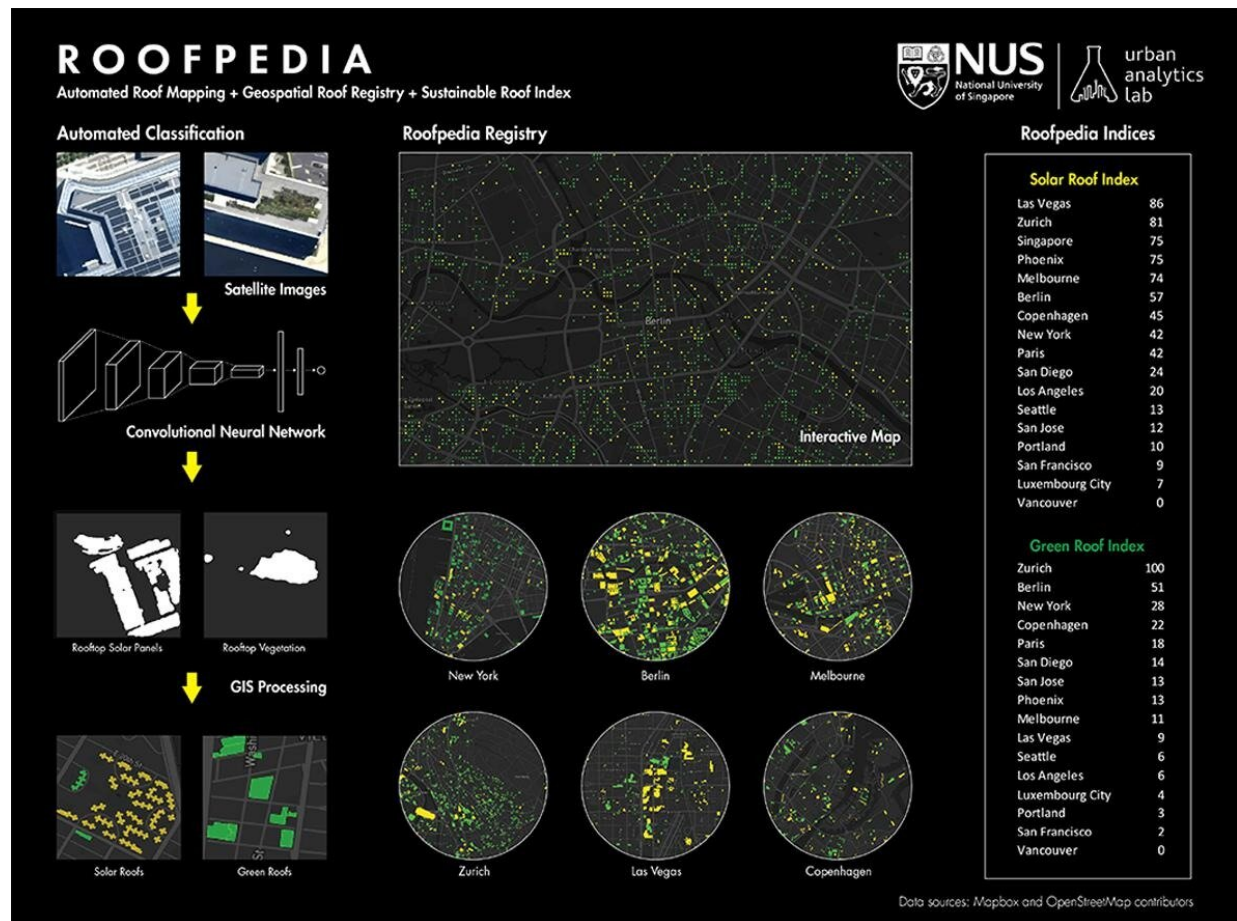 ROOFPEDIA
Automated Roof Mapping + Geospatial Roof Registry + Sustainable Roof Index
NUS
National University
of Singapore
urban
analytics
lab
Automated Classification
Satellite Images
Convolutional Neural Network
Rooftop Solar Panels
Rooftop Vegetation
GIS Processing
Solar Roofs
Green Roofs
Roofpedia Registry
Berlin
Interactive Map
New York
Berlin
Melbourne
Zurich
Las Vegas
Copenhagen
Roofpedia Indices
Solar Roof Index
Las Vegas 86
Zurich 81
Singapore 75
Phoenix 75
Melbourne 74
Berlin 57
Copenhagen 45
New York 42
Paris 42
San Diego 24
Los Angeles 20
Seattle 13
San Jose 12
Portland 10
San Francisco 9
Luxembourg City 7
Vancouver 0
Green Roof Index
Zurich 100
Berlin 51
New York 28
Copenhagen 22
Paris 18
San Diego 14
San Jose 13
Phoenix 13
Melbourne 11
Las Vegas 9
Seattle 6
Los Angeles 6
Luxembourg City 4
Portland 3
San Francisco 2
Vancouver 0
Data sources: Mapbox and OpenStreetMap contributors